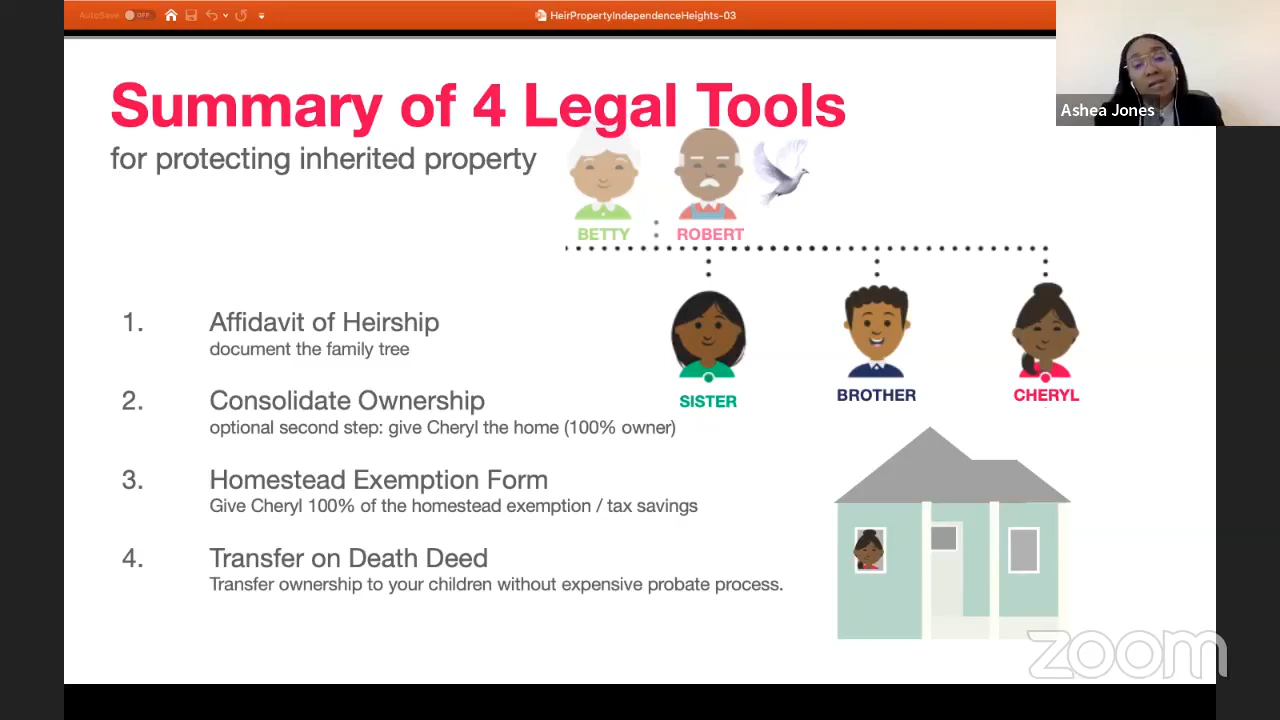 AutoSave OFF
HeirPropertyIndependenceHeights-03
Ashea Jones
Summary of 4 Legal Tools
for protecting inherited property
BETTY
ROBERT
SISTER
BROTHER
CHERYL
1. Affidavit of Heirship
document the family tree
2. Consolidate Ownership
optional second step: give Cheryl the home (100% owner)
3. Homestead Exemption Form
Give Cheryl 100% of the homestead exemption / tax savings
4. Transfer on Death Deed
Transfer ownership to your children without expensive probate process.
zoom